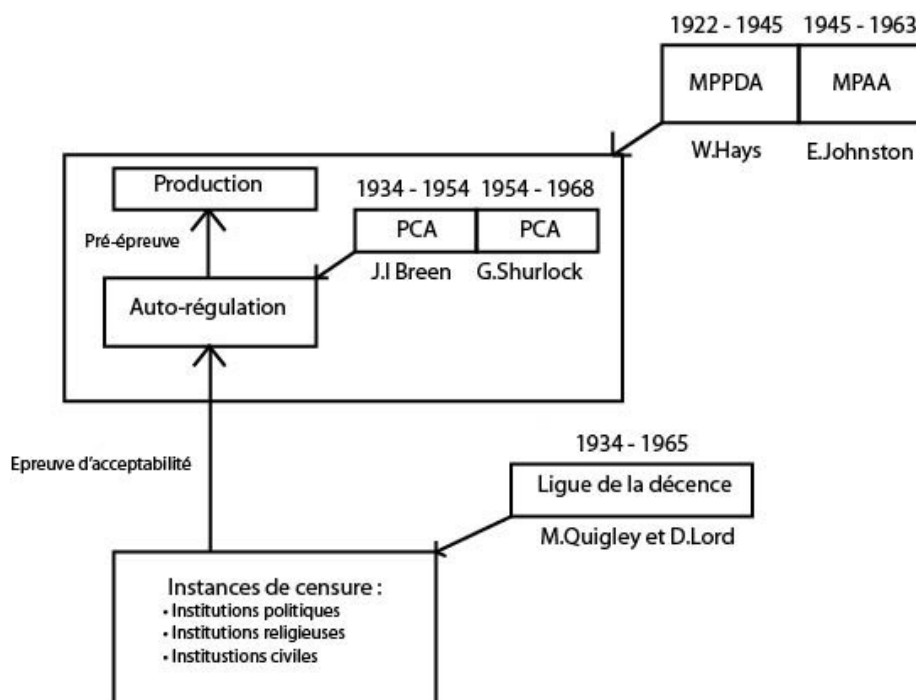 1922 - 1945 1945 - 1963
MPPDA MPAA
W.Hays E.Johnston
Production
1934 - 1954 1954 - 1968
PCA PCA
Pré-épreuve
J.I Breen G.Shurlock
Auto-régulation
1934 - 1965
Epreuve d'acceptabilité
Ligue de la décence
M.Quigley et D.Lord
Instances de censure :
• Institutions politiques
• Institutions religieuses
• Institustions civiles